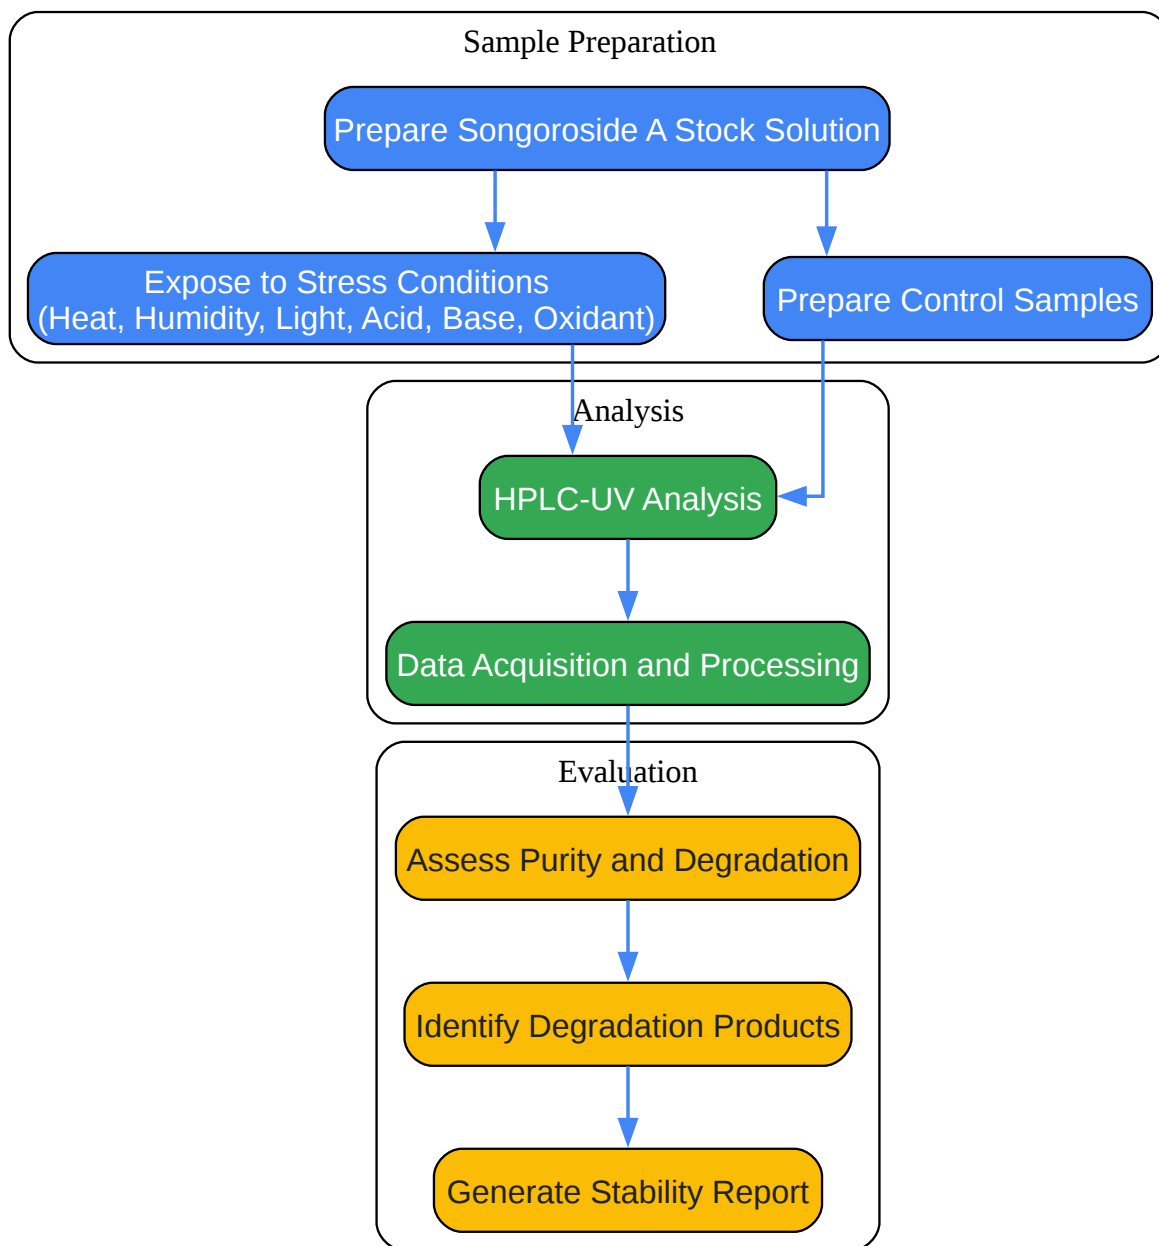 Sample Preparation
Prepare Songoroside A Stock Solution
Expose to Stress Conditions
(Heat, Humidity, Light, Acid, Base, Oxidant)
Prepare Control Samples
Analysis
HPLC-UV Analysis
Data Acquisition and Processing
Evaluation
Assess Purity and Degradation
Identify Degradation Products
Generate Stability Report